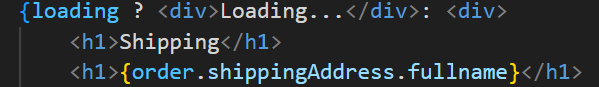 {loading ? <div>Loading...</div>: <div>
<h1>Shipping</h1>
<h1>{order.shippingAddress.fullname}</h1>